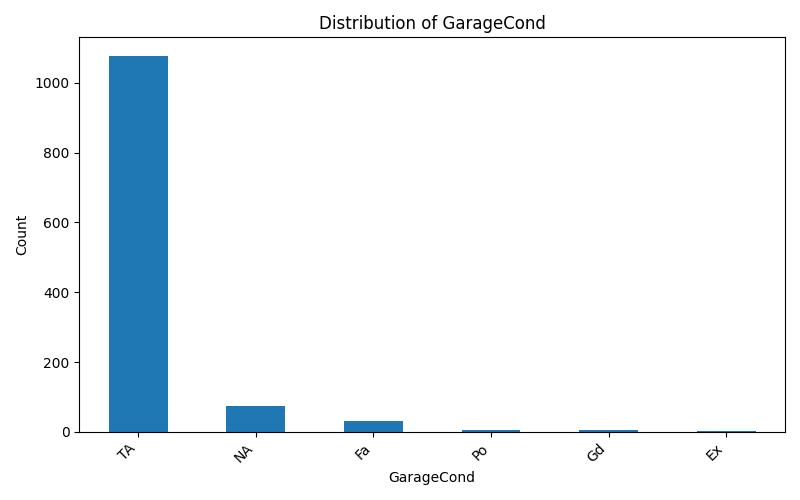 Distribution of GarageCond
Count
1000
800
600
400
200
0
TA
NA
Fa
Po
Gd
Ex
GarageCond